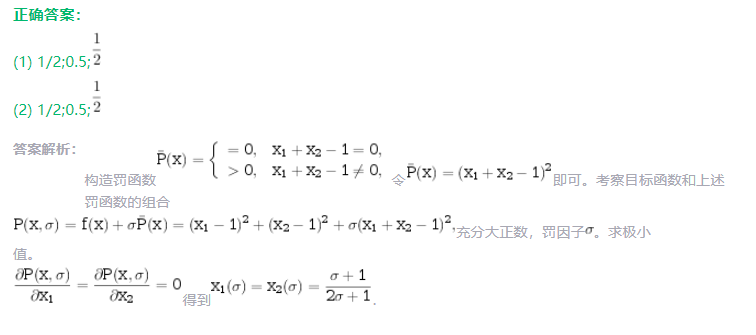 正确答案：
(1) 1/2;0.5;$\frac{1}{2}$
(2) 1/2;0.5;$\frac{1}{2}$
答案解析： 构造罚函数 $\bar{P}(x)=\begin{cases}=0, & x_1+x_2-1=0,\\ >0, & x_1+x_2-1\neq 0,\end{cases}$ 令 $\bar{P}(x)=(x_1+x_2-1)^2$ 即可。考察目标函数和上述
罚函数的组合
$P(x,\sigma)=f(x)+\sigma\bar{P}(x)=(x_1-1)^2+(x_2-1)^2+\sigma(x_1+x_2-1)^2,$ 充分大正数，罚因子$\sigma$。求极小
值。
$\frac{\partial P(x,\sigma)}{\partial x_1}=\frac{\partial P(x,\sigma)}{\partial x_2}=0$ 得到 $x_1(\sigma)=x_2(\sigma)=\frac{\sigma+1}{2\sigma+1}$.